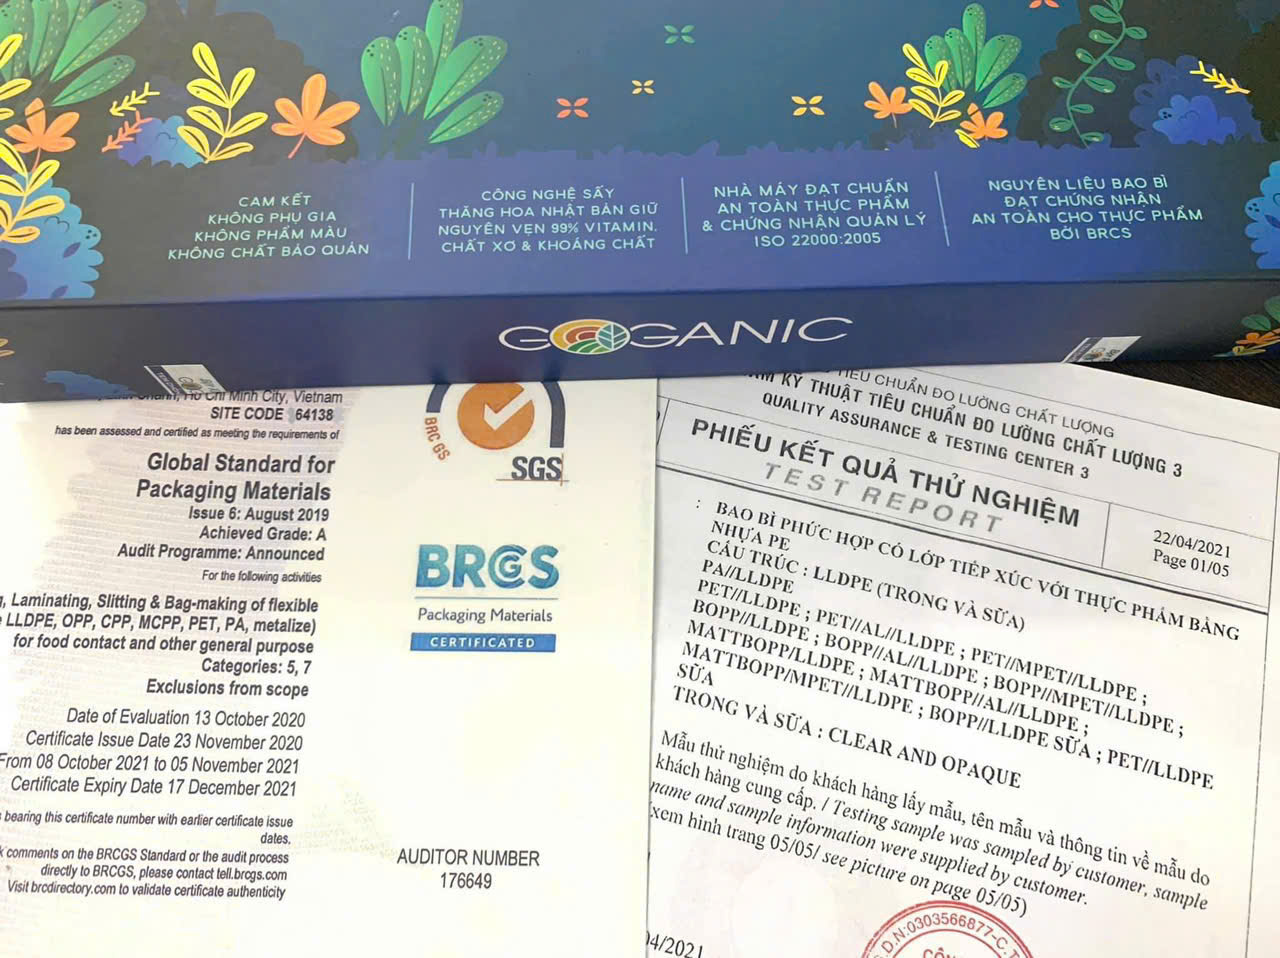 CAM KẾT
KHÔNG PHỤ GIA
KHÔNG PHẨM MÀU
KHÔNG CHẤT BẢO QUẢN
CÔNG NGHỆ SẤY
THĂNG HOA NHẬT BẢN GIỮ
NGUYÊN VẸN 99% VITAMIN.
CHẤT XƠ & KHOÁNG CHẤT
NHÀ MÁY ĐẠT CHUẨN
AN TOÀN THỰC PHẨM
& CHỨNG NHẬN QUẢN LÝ
ISO 22000:2005
NGUYÊN LIỆU BAO BÌ
ĐẠT CHỨNG NHẬN
AN TOÀN CHO THỰC PHẨM
BỞI BRCS
GOGANIC
Minh City, Vietnam
SITE CODE 64138
has been assessed and certified as meeting the requirements of
Global Standard for
Packaging Materials
Issue 6: August 2019
Achieved Grade: A
Audit Programme: Announced
For the following activities
, Laminating, Slitting & Bag-making of flexible
LLDPE, OPP, CPP, MCPP, PET, PA, metalize)
for food contact and other general purpose
Categories: 5, 7
Exclusions from scope
Date of Evaluation 13 October 2020
Certificate Issue Date 23 November 2020
From 08 October 2021 to 05 November 2021
Certificate Expiry Date 17 December 2021
bearing this certificate number with earlier certificate issue
dates.
comments on the BRCGS Standard or the audit process
directly to BRCGS, please contact tell.brcgs.com
Visit brcdirectory.com to validate certificate authenticity
BRC GS
SGS
BRCGS
Packaging Materials
CERTIFICATED
AUDITOR NUMBER
176649
TIÊU CHUẨN ĐO LƯỜNG CHẤT LƯỢNG
KỸ THUẬT TIÊU CHUẨN ĐO LƯỜNG CHẤT LƯỢNG 3
QUALITY ASSURANCE & TESTING CENTER 3
PHIẾU KẾT QUẢ THỬ NGHIỆM
TEST REPORT
22/04/2021
Page 01/05
: BAO BÌ PHỨC HỢP CÓ LỚP TIẾP XÚC VỚI THỰC PHẨM BẰNG
NHỰA PE
CẤU TRÚC : LLDPE (TRONG VÀ SỮA)
PA//LLDPE
PET//LLDPE ; PET//AL//LLDPE ; PET//MPET//LLDPE ;
BOPP//LLDPE ; BOPP//AL//LLDPE ; BOPP//MPET//LLDPE ;
MATTBOPP/LLDPE ; MATTBOPP//AL//LLDPE ;
MATTBOPP/MPET//LLDPE ; BOPP//LLDPE SỮA ; PET//LLDPE
SỮA
TRONG VÀ SỮA : CLEAR AND OPAQUE
Mẫu thử nghiệm do khách hàng lấy mẫu, tên mẫu và thông tin về mẫu do
khách hàng cung cấp. / Testing sample was sampled by customer, sample
name and sample information were supplied by customer.
(xem hình trang 05/05/ see picture on page 05/05)
04/2021
D.N:0303566877-C.T